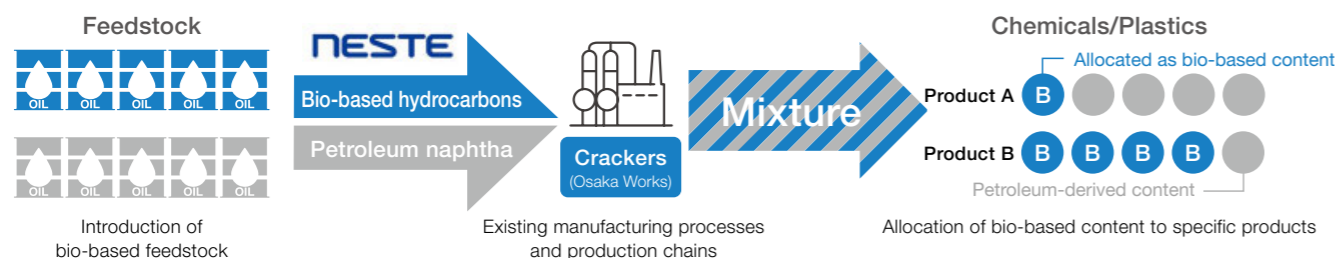 Feedstock
OIL OIL OIL OIL OIL
OIL OIL OIL OIL OIL
Introduction of
bio-based feedstock
NESTE
Bio-based hydrocarbons
Petroleum naphtha
Crackers
(Osaka Works)
Existing manufacturing processes
and production chains
Mixture
Chemicals/Plastics
Allocated as bio-based content
Product A B
Product B B B B B
Petroleum-derived content
Allocation of bio-based content to specific products